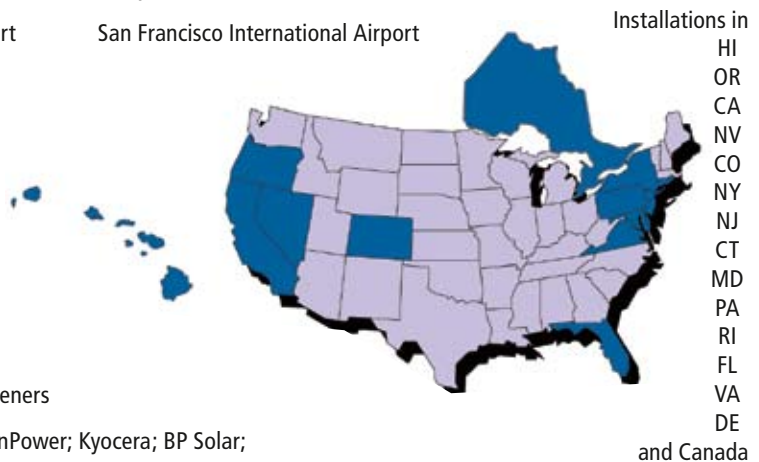 Installations in
rt
San Francisco International Airport
HI
OR
CA
NV
CO
NY
NJ
CT
MD
PA
RI
FL
VA
DE
and Canada
eners
nPower; Kyocera; BP Solar;